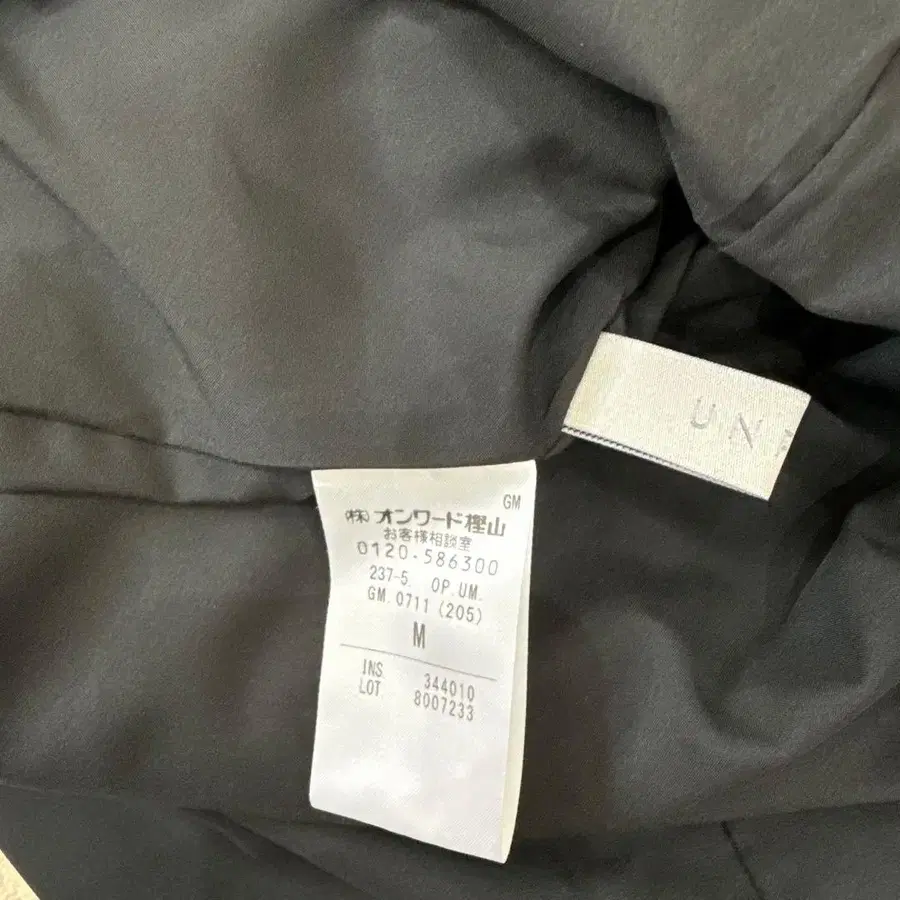 GM
(株)オンワード樫山
お客様相談室
0120-586300
237-5. OP.UM.
GM.0711(205)
M
INS 344010
LOT 8007233
UN